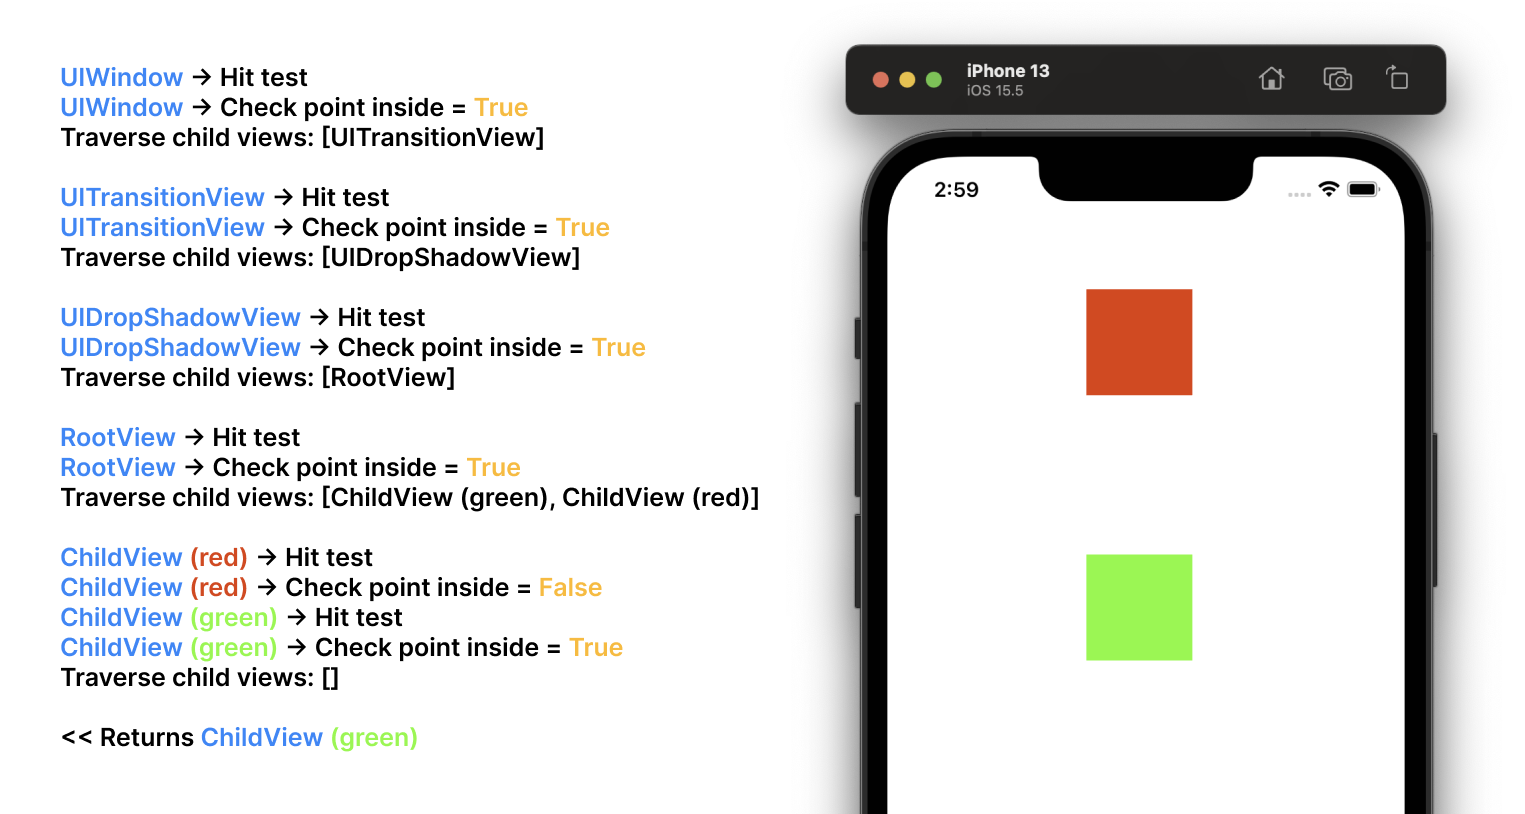 UIWindow → Hit test
UIWindow → Check point inside = True
Traverse child views: [UITransitionView]
UITransitionView → Hit test
UITransitionView → Check point inside = True
Traverse child views: [UIDropShadowView]
UIDropShadowView → Hit test
UIDropShadowView → Check point inside = True
Traverse child views: [RootView]
RootView → Hit test
RootView → Check point inside = True
Traverse child views: [ChildView (green), ChildView (red)]
ChildView (red) → Hit test
ChildView (red) → Check point inside = False
ChildView (green) → Hit test
ChildView (green) → Check point inside = True
Traverse child views: []
<< Returns ChildView (green)
iPhone 13
iOS 15.5
2:59